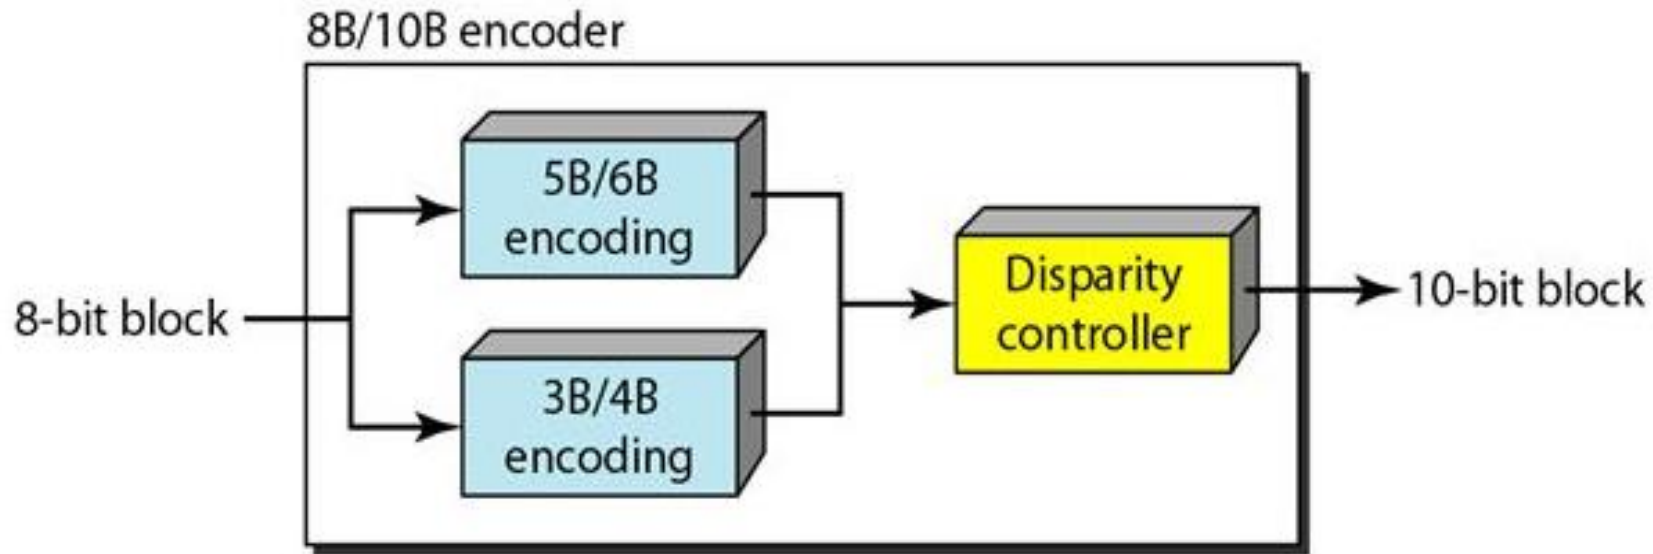 8B/10B encoder
5B/6B
encoding
8-bit block
3B/4B
encoding
Disparity
controller
10-bit block